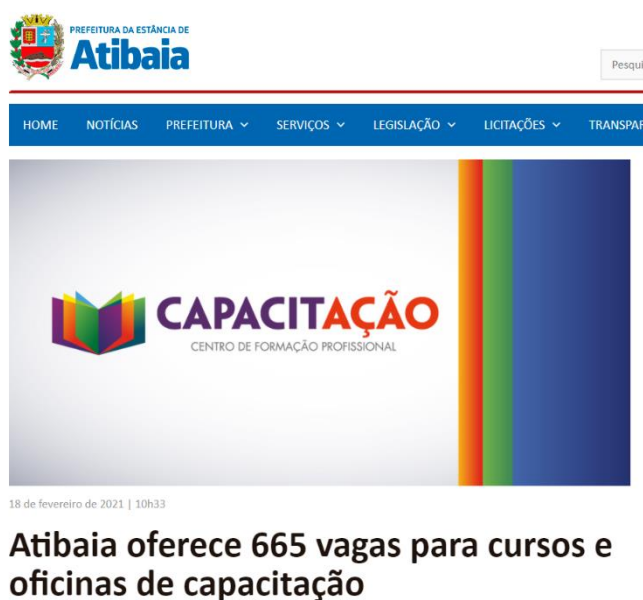 PREFEITURA DA ESTÂNCIA DE
Atibaia
HOME NOTÍCIAS PREFEITURA SERVIÇOS LEGISLAÇÃO LICITAÇÕES
CAPACITAÇÃO
CENTRO DE FORMAÇÃO PROFISSIONAL
18 de fevereiro de 2021 | 10h33
Atibaia oferece 665 vagas para cursos e
oficinas de capacitação